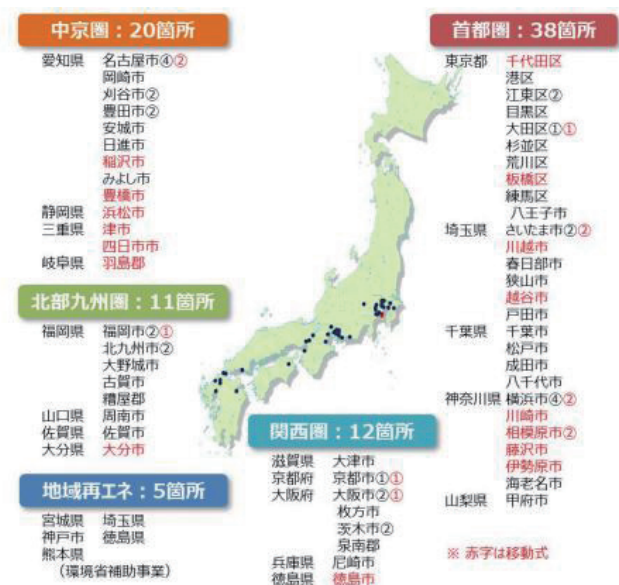 中京圏：20箇所
愛知県 名古屋市④②
岡崎市
刈谷市②
豊田市②
安城市
日進市
稲沢市
みよし市
豊橋市
静岡県 浜松市
三重県 津市
四日市市
岐阜県 羽島郡
北部九州圏：11箇所
福岡県 福岡市②①
北九州市②
大野城市
古賀市
糟屋郡
山口県 周南市
佐賀県 佐賀市
大分県 大分市
地域再エネ：5箇所
宮城県 埼玉県
神戸市 徳島県
熊本県
（環境省補助事業）
関西圏：12箇所
滋賀県 大津市
京都府 京都市①①
大阪府 大阪市②①
枚方市
茨木市②
泉南郡
兵庫県 尼崎市
徳島県 徳島市
首都圏：38箇所
東京都 千代田区
港区
江東区②
目黒区
大田区①①
杉並区
荒川区
板橋区
練馬区
八王子市
埼玉県 さいたま市②②
川越市
春日部市
狭山市
越谷市
戸田市
千葉県 千葉市
松戸市
成田市
八千代市
神奈川県 横浜市④②
川崎市
相模原市②
藤沢市
伊勢原市
海老名市
山梨県 甲府市
※ 赤字は移動式